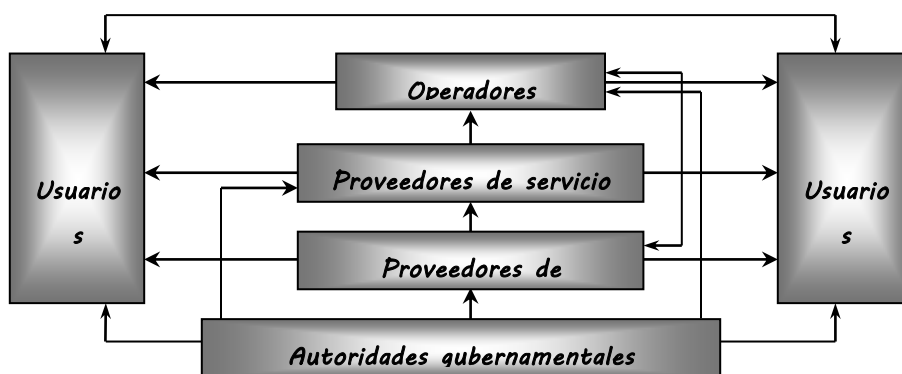 Operadores
Usuario
s
Proveedores de servicio
Usuario
s
Proveedores de
Autoridades gubernamentales